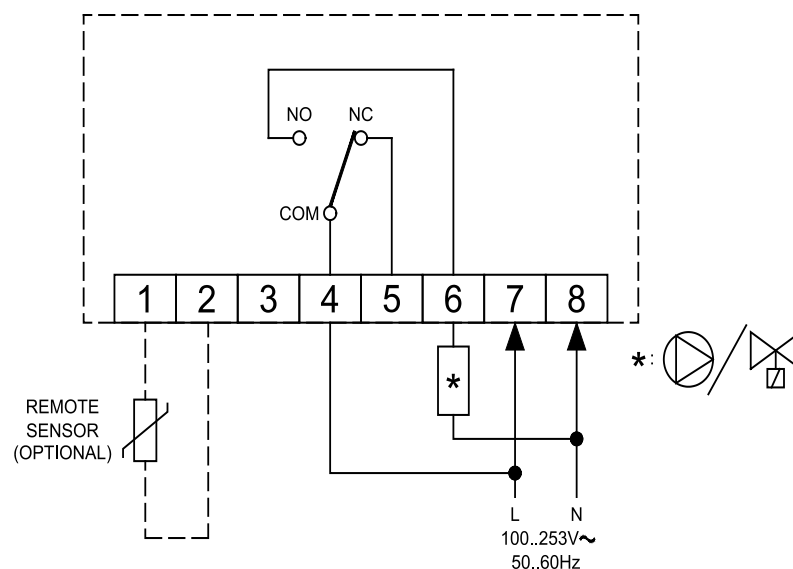 NO NC
COM
1 2 3 4 5 6 7 8
*
* :
REMOTE
SENSOR
(OPTIONAL)
L N
100..253V~
50..60Hz